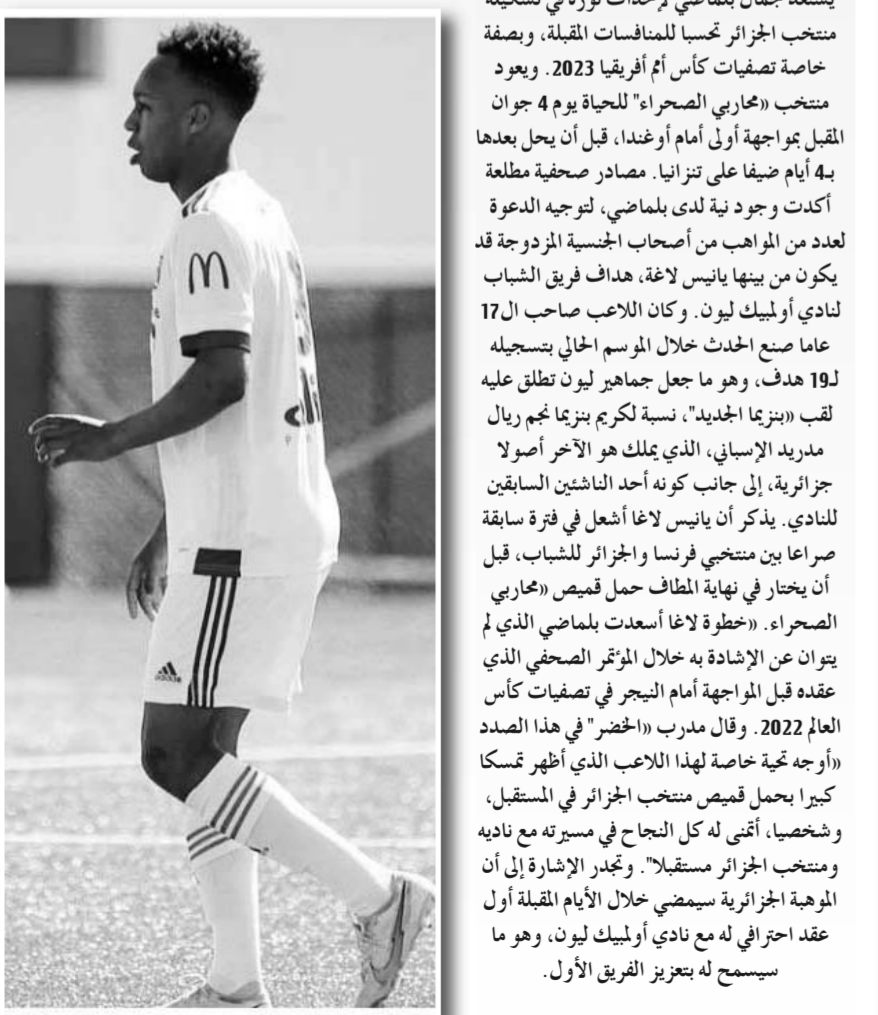 يستعد جمال بلماضي لإحداث ثورة في تشكيلة
منتخب الجزائر تحسبا للمنافسات المقبلة، وبصفة
خاصة تصفيات كأس أمم أفريقيا 2023. ويعود
منتخب «محاربي الصحراء" للحياة يوم 4 جوان
المقبل بمواجهة أولى أمام أوغندا، قبل أن يحل بعدها
بـ4 أيام ضيفا على تنزانيا. مصادر صحفية مطلعة
أكدت وجود نية لدى بلماضي، لتوجيه الدعوة
لعدد من المواهب من أصحاب الجنسية المزدوجة قد
يكون من بينها يانيس لاغة، هداف فريق الشباب
لنادي أولمبيك ليون. وكان اللاعب صاحب ال17
عاما صنع الحدث خلال الموسم الحالي بتسجيله
لـ19 هدف، وهو ما جعل جماهير ليون تطلق عليه
لقب «بنزيما الجديد"، نسبة لكريم بنزيما نجم ريال
مدريد الإسباني، الذي يملك هو الآخر أصولا
جزائرية، إلى جانب كونه أحد الناشئين السابقين
للنادي. يذكر أن يانيس لاغا أشعل في فترة سابقة
صراعا بين منتخبي فرنسا والجزائر للشباب، قبل
أن يختار في نهاية المطاف حمل قميص «محاربي
الصحراء. «خطوة لاغا أسعدت بلماضي الذي لم
يتوان عن الإشادة به خلال المؤتمر الصحفي الذي
عقده قبل المواجهة أمام النيجر في تصفيات كأس
العالم 2022. وقال مدرب «الخضر" في هذا الصدد
«أوجه تحية خاصة لهذا اللاعب الذي أظهر تمسكا
كبيرا بحمل قميص منتخب الجزائر في المستقبل،
وشخصيا، أتمنى له كل النجاح في مسيرته مع ناديه
ومنتخب الجزائر مستقبلا". وتجدر الإشارة إلى أن
الموهبة الجزائرية سيمضي خلال الأيام المقبلة أول
عقد احترافي له مع نادي أولمبيك ليون، وهو ما
سيسمح له بتعزيز الفريق الأول.
adidas